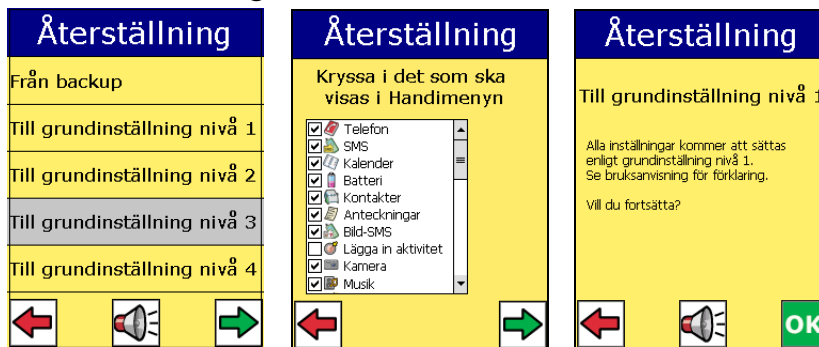 Återställning
Från backup
Till grundinställning nivå 1
Till grundinställning nivå 2
Till grundinställning nivå 3
Till grundinställning nivå 4
Återställning
Kryssa i det som ska
visas i Handimenyn
Telefon
SMS
Kalender
Batteri
Kontakter
Anteckningar
Bild-SMS
Lägga in aktivitet
Kamera
Musik
Återställning
Till grundinställning nivå 1
Alla inställningar kommer att sättas
enligt grundinställning nivå 1.
Se bruksanvisning för förklaring.
Vill du fortsätta?
OK